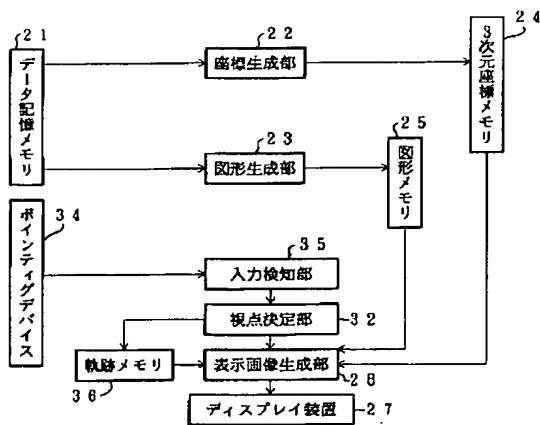 21
データ記憶メモリ
22
座標生成部
24
3次元座標メモリ
23
図形生成部
25
図形メモリ
34
ポインティグデバイス
35
入力検知部
視点決定部
32
軌跡メモリ
36
表示画像生成部
28
ディスプレイ装置
27